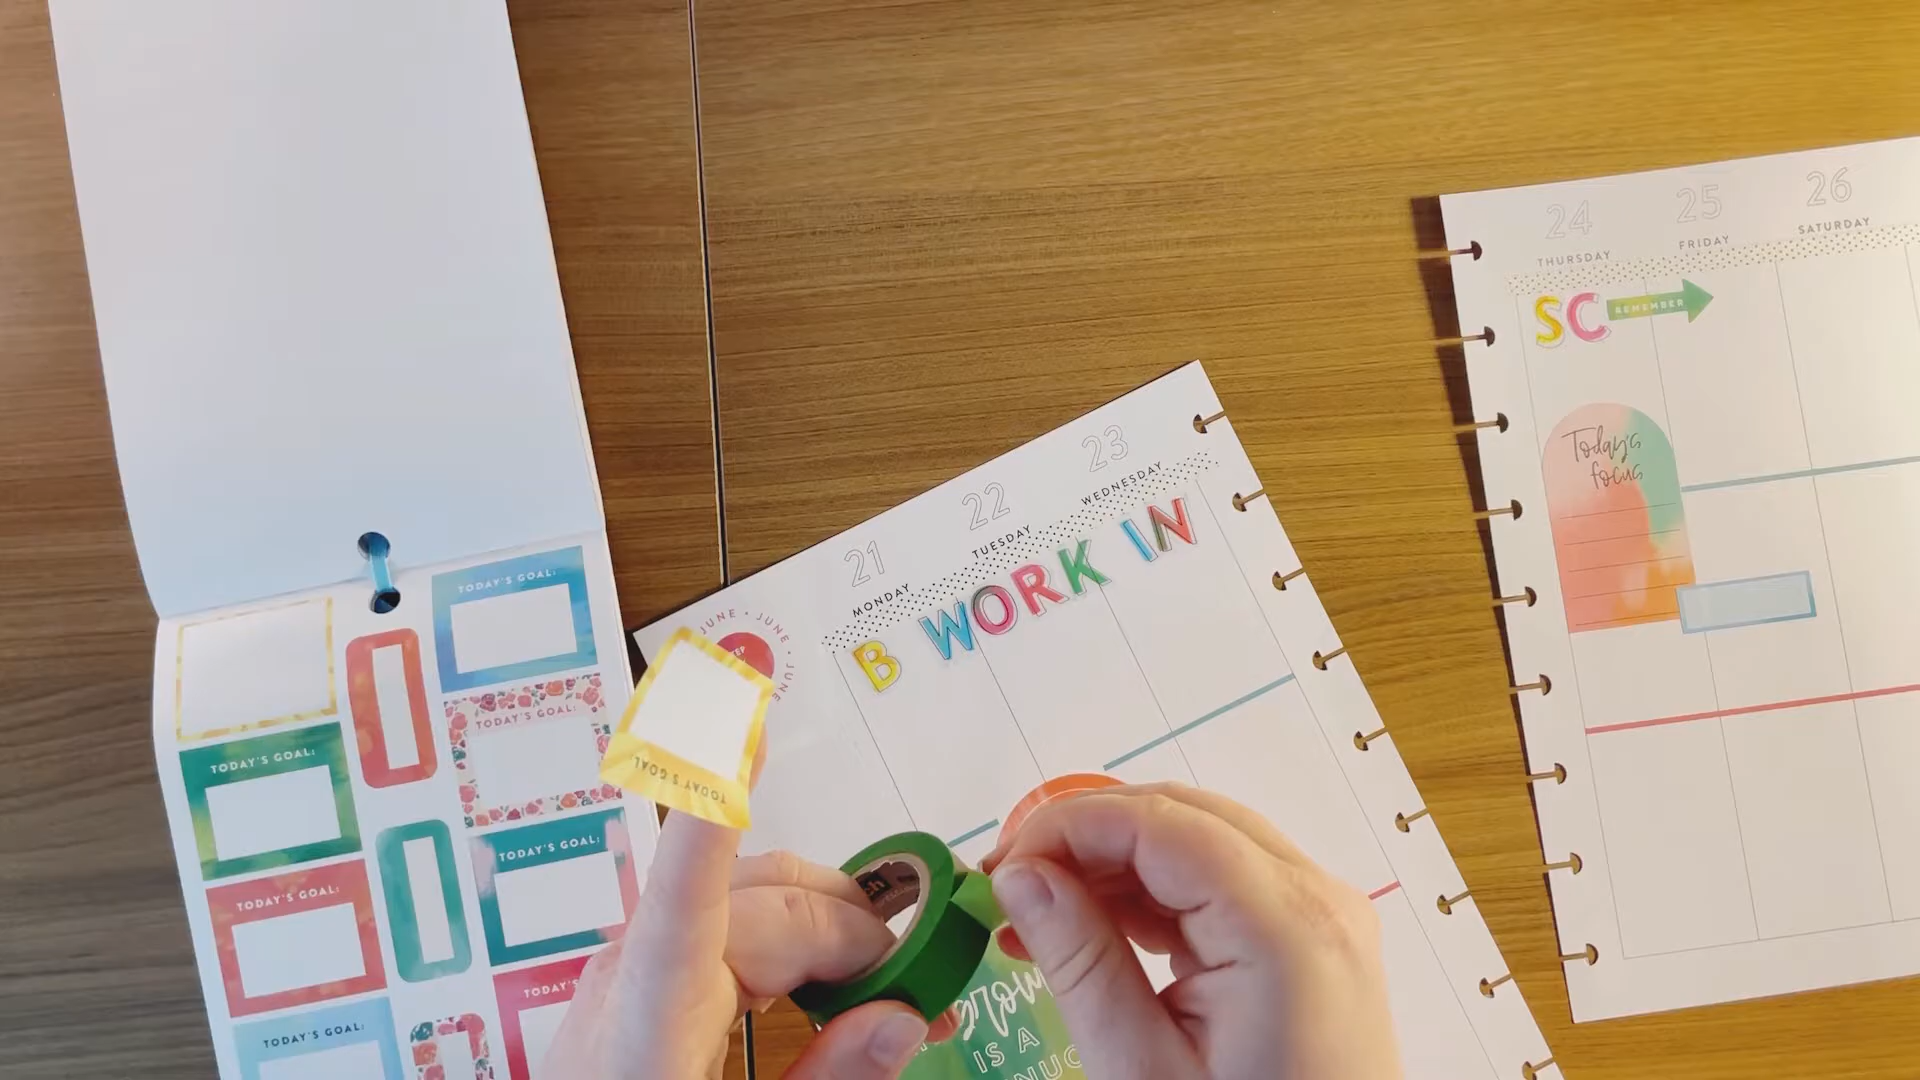 TODAY'S GOAL:
TODAY'S GOAL:
TODAY'S GOAL:
TODAY'S GOAL:
TODAY'S GOAL:
TODAY'S
TODAY'S GOAL:
TODAY'S GOAL:
JUNE • JUNE • JUNE
21
MONDAY
22
TUESDAY
23
WEDNESDAY
B WORK IN
IS A
24
THURSDAY
25
FRIDAY
26
SATURDAY
SC
REMEMBER
Today's
focus